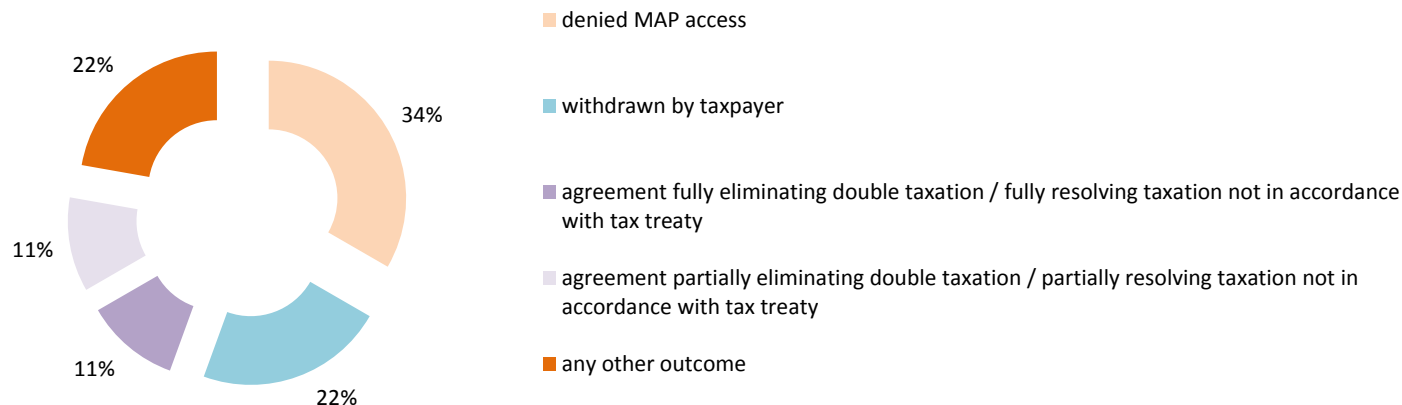 22%
34%
11%
11%
22%
denied MAP access
withdrawn by taxpayer
agreement fully eliminating double taxation / fully resolving taxation not in accordance
with tax treaty
agreement partially eliminating double taxation / partially resolving taxation not in
accordance with tax treaty
any other outcome